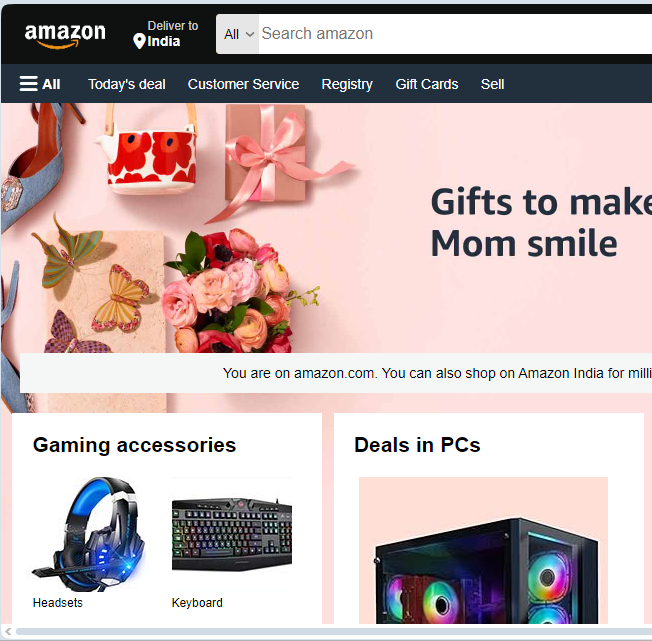 amazon
Deliver to
India
All
Search amazon
All
Today's deal
Customer Service
Registry
Gift Cards
Sell
Gifts to make
Mom smile
You are on amazon.com. You can also shop on Amazon India for milli
Gaming accessories
Deals in PCs
Headsets
Keyboard